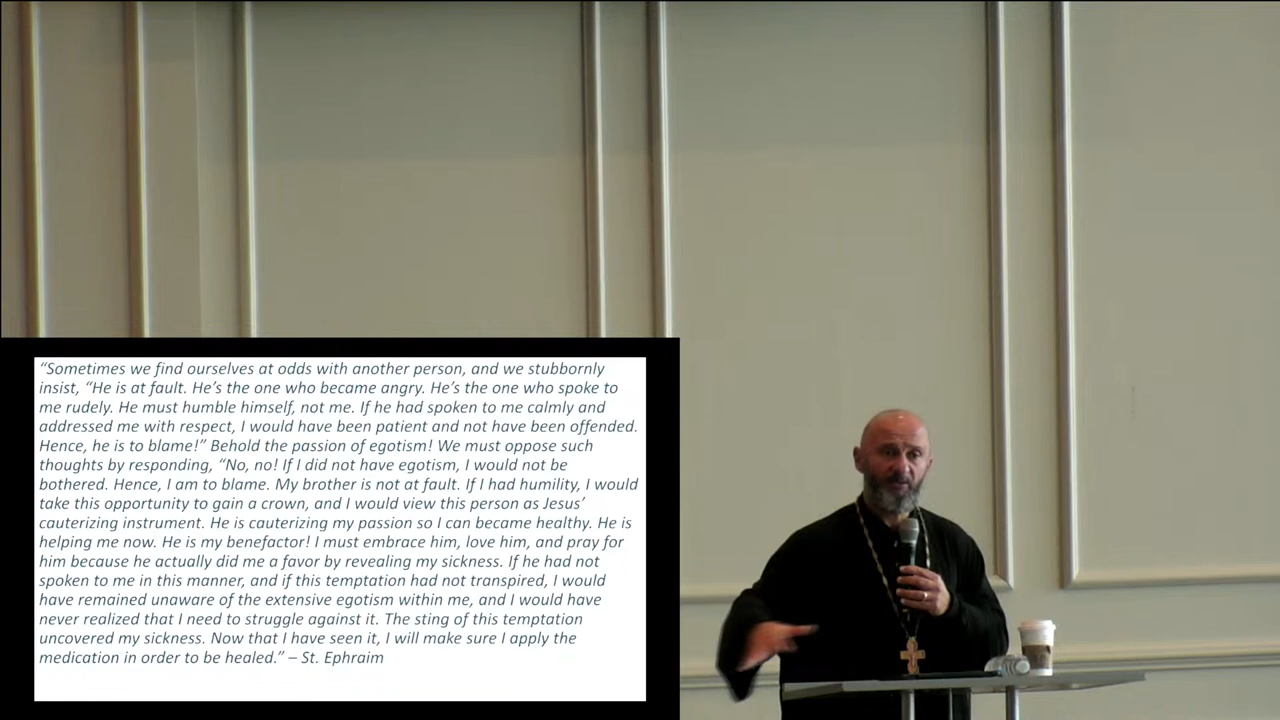 “Sometimes we find ourselves at odds with another person, and we stubbornly
insist, “He is at fault. He’s the one who became angry. He’s the one who spoke to
me rudely. He must humble himself, not me. If he had spoken to me calmly and
addressed me with respect, I would have been patient and not have been offended.
Hence, he is to blame!” Behold the passion of egotism! We must oppose such
thoughts by responding, “No, no! If I did not have egotism, I would not be
bothered. Hence, I am to blame. My brother is not at fault. If I had humility, I would
take this opportunity to gain a crown, and I would view this person as Jesus’
cauterizing instrument. He is cauterizing my passion so I can became healthy. He is
helping me now. He is my benefactor! I must embrace him, love him, and pray for
him because he actually did me a favor by revealing my sickness. If he had not
spoken to me in this manner, and if this temptation had not transpired, I would
have remained unaware of the extensive egotism within me, and I would have
never realized that I need to struggle against it. The sting of this temptation
uncovered my sickness. Now that I have seen it, I will make sure I apply the
medication in order to be healed.” – St. Ephraim